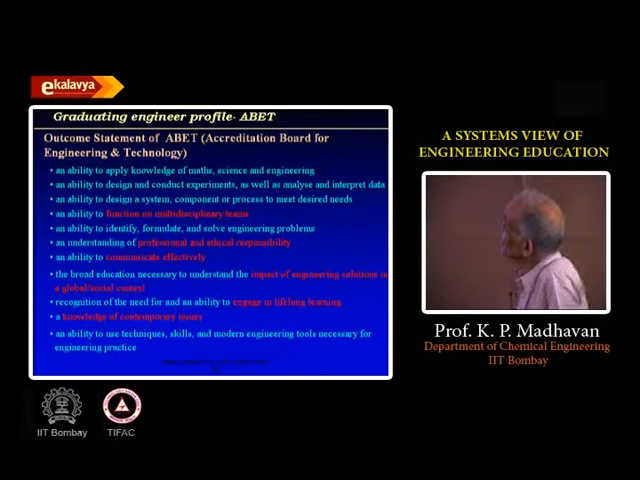 ekalavya
Graduating engineer profile- ABET
Outcome Statement of ABET (Accreditation Board for
Engineering & Technology)
• an ability to apply knowledge of maths, science and engineering
• an ability to design and conduct experiments, as well as analyse and interpret data
• an ability to design a system, component or process to meet desired needs
• an ability to function on multidisciplinary teams
• an ability to identify, formulate, and solve engineering problems
• an understanding of professional and ethical responsibility
• an ability to communicate effectively
• the broad education necessary to understand the impact of engineering solutions in
a global/social context
• recognition of the need for and an ability to engage in lifelong learning
• a knowledge of contemporary issues
• an ability to use techniques, skills, and modern engineering tools necessary for
engineering practice
A SYSTEMS VIEW OF
ENGINEERING EDUCATION
Prof. K. P. Madhavan
Department of Chemical Engineering
IIT Bombay
IIT Bombay
TIFAC